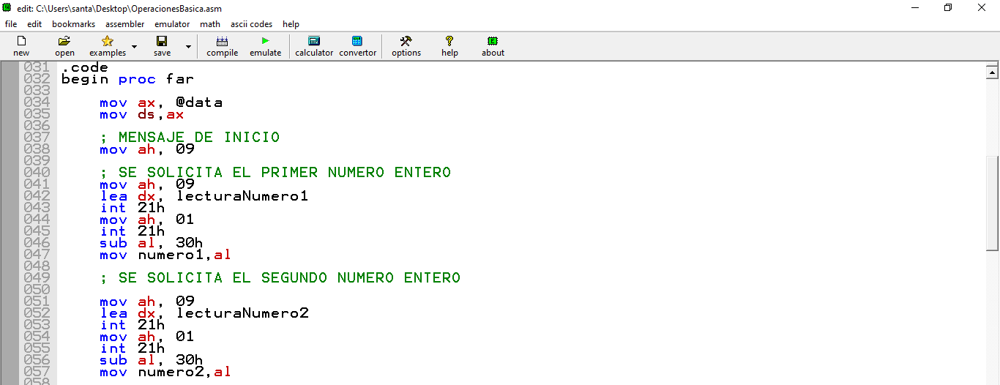 edit: C:\Users\santa\Desktop\OperacionesBasica.asm
file edit bookmarks assembler emulator math ascii codes help
new open examples save compile emulate calculator convertor options help about
031 .code
032 begin proc far
033
034 mov ax, @data
035 mov ds,ax
036
037 ; MENSAJE DE INICIO
038 mov ah, 09
039
040 ; SE SOLICITA EL PRIMER NUMERO ENTERO
041 mov ah, 09
042 lea dx, lecturaNumero1
043 int 21h
044 mov ah, 01
045 int 21h
046 sub al, 30h
047 mov numero1,al
048
049 ; SE SOLICITA EL SEGUNDO NUMERO ENTERO
050
051 mov ah, 09
052 lea dx, lecturaNumero2
053 int 21h
054 mov ah, 01
055 int 21h
056 sub al, 30h
057 mov numero2,al
058